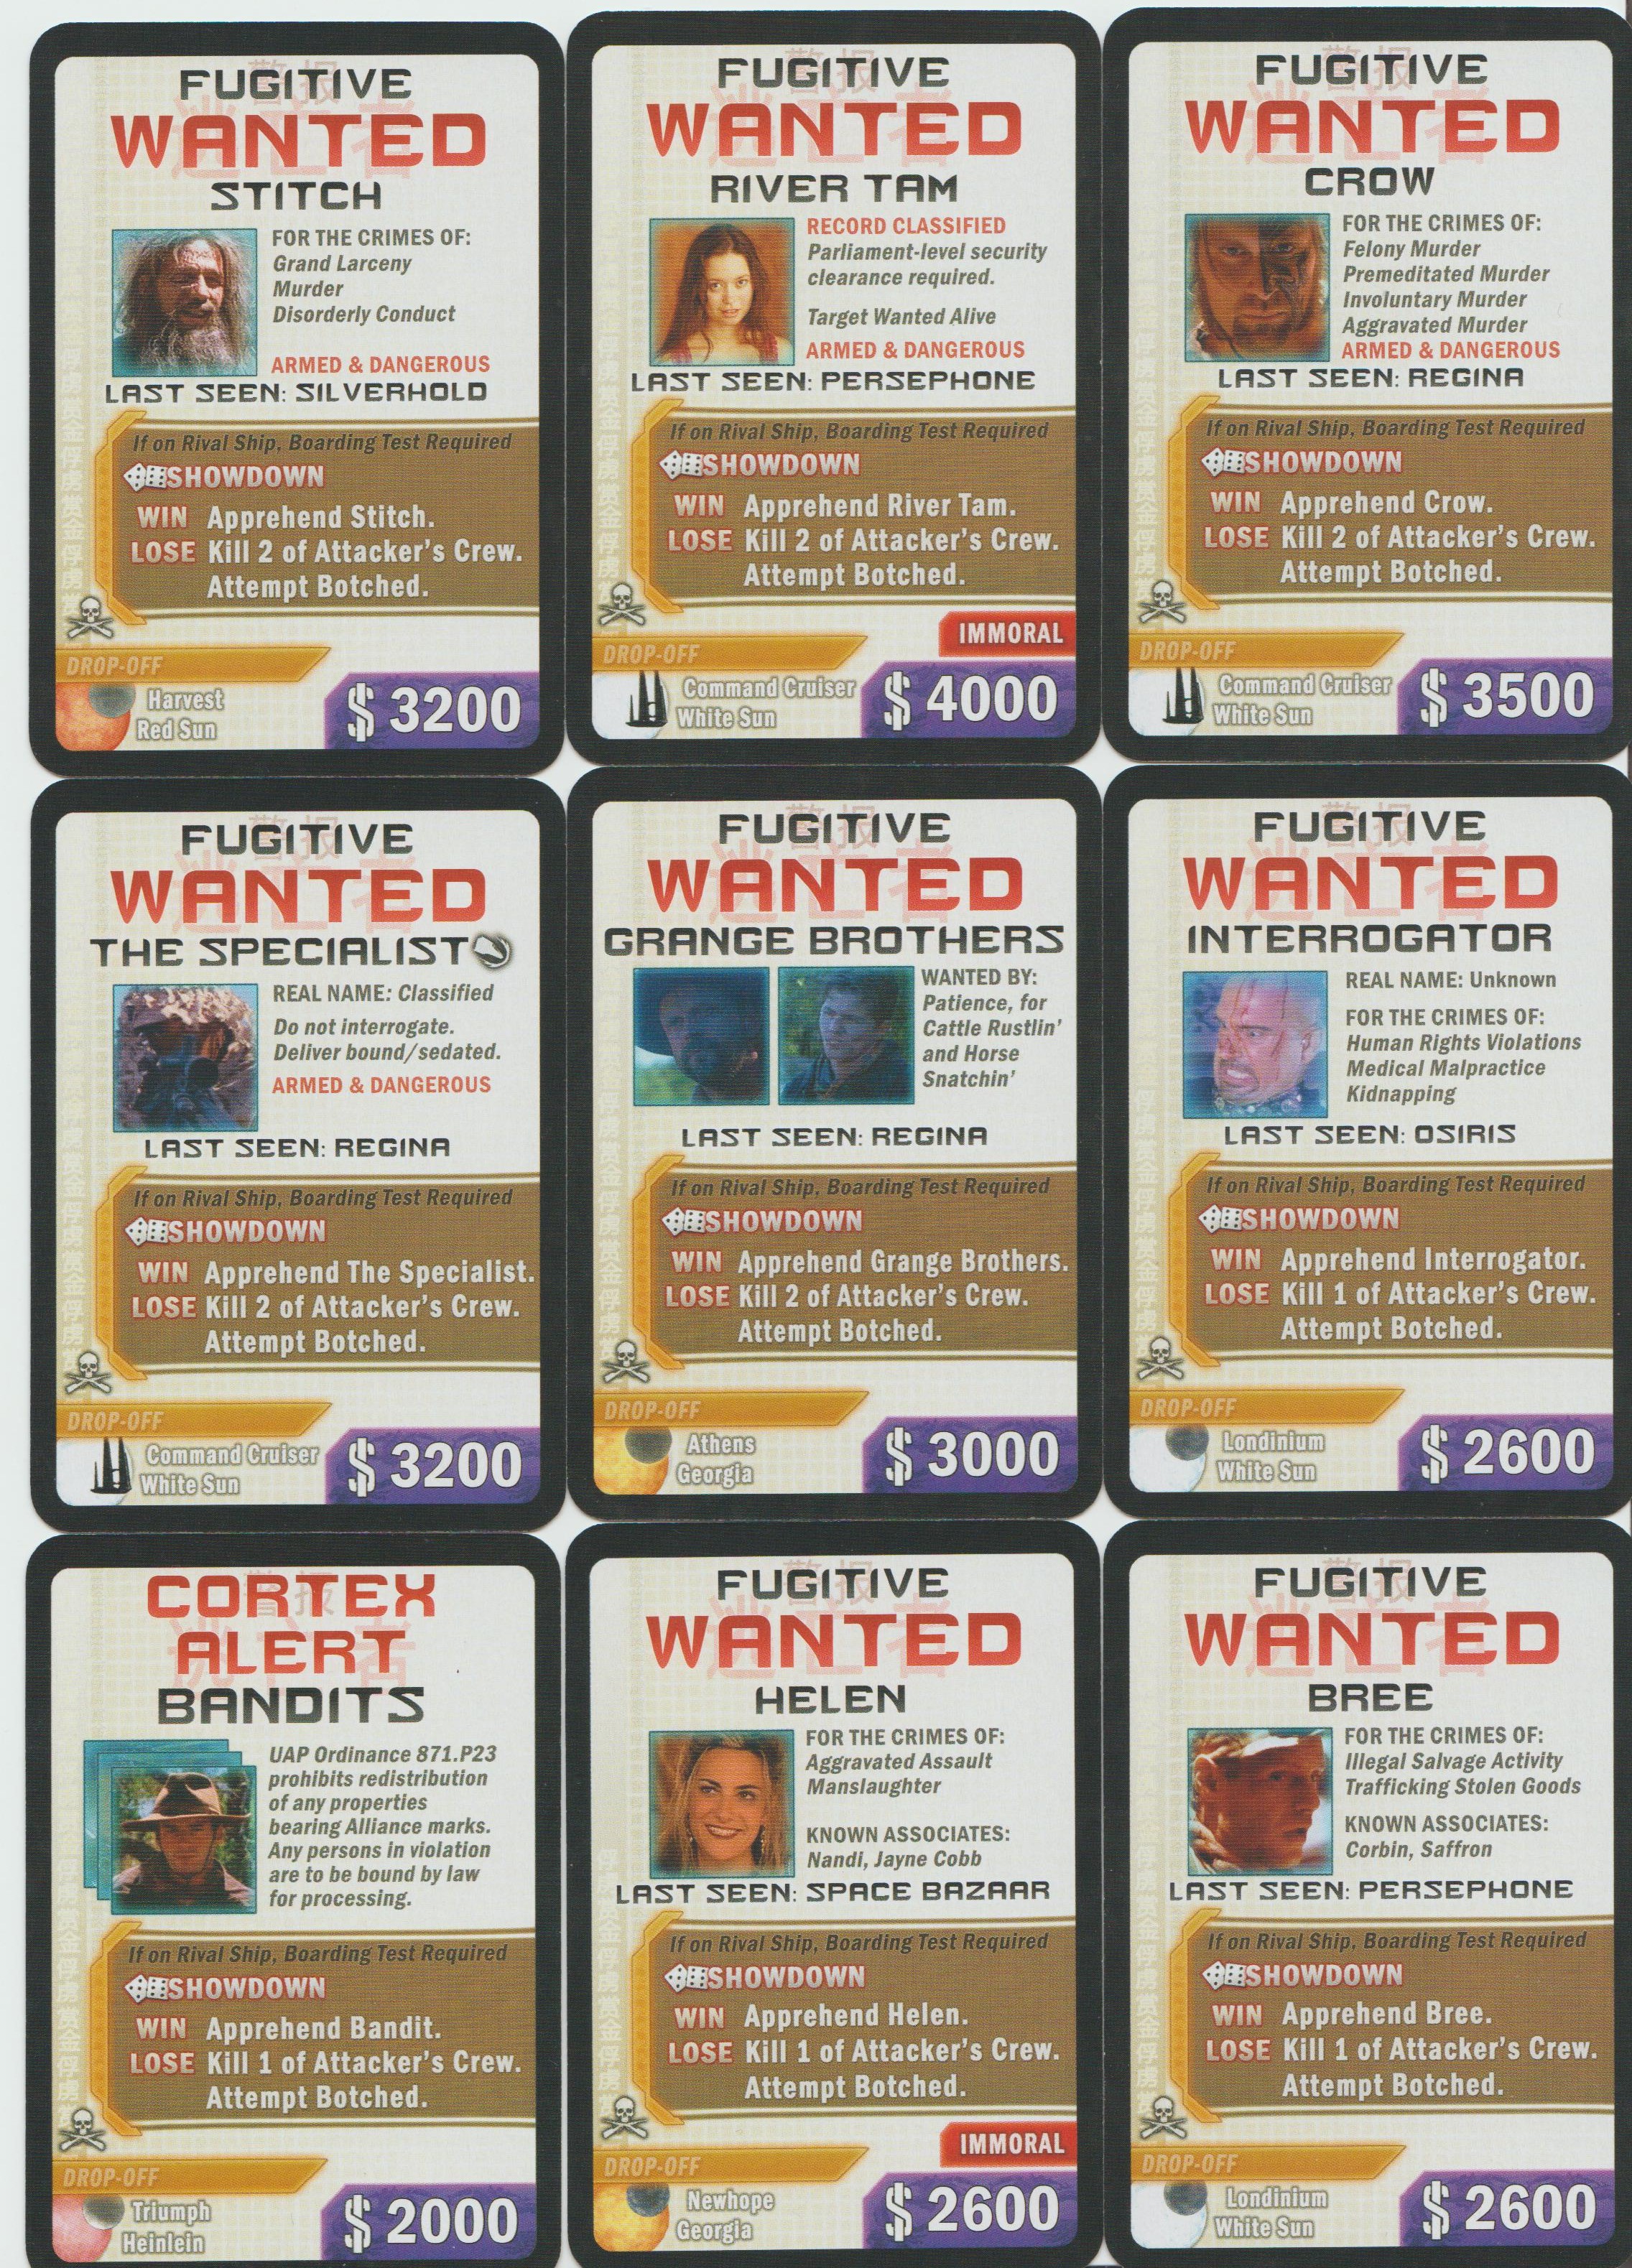 FUGITIVE
WANTED
STITCH
FOR THE CRIMES OF:
Grand Larceny
Murder
Disorderly Conduct
ARMED & DANGEROUS
LAST SEEN: SILVERHOLD
If on Rival Ship, Boarding Test Required
SHOWDOWN
WIN Apprehend Stitch.
LOSE Kill 2 of Attacker's Crew.
Attempt Botched.
DROP-OFF
Harvest
Red Sun
$ 3200
FUGITIVE
WANTED
RIVER TAM
RECORD CLASSIFIED
Parliament-level security
clearance required.
Target Wanted Alive
ARMED & DANGEROUS
LAST SEEN: PERSEPHONE
If on Rival Ship, Boarding Test Required
SHOWDOWN
WIN Apprehend River Tam.
LOSE Kill 2 of Attacker's Crew.
Attempt Botched.
IMMORAL
DROP-OFF
Command Cruiser
White Sun
$ 4000
FUGITIVE
WANTED
CROW
FOR THE CRIMES OF:
Felony Murder
Premeditated Murder
Involuntary Murder
Aggravated Murder
ARMED & DANGEROUS
LAST SEEN: REGINA
If on Rival Ship, Boarding Test Required
SHOWDOWN
WIN Apprehend Crow.
LOSE Kill 2 of Attacker's Crew.
Attempt Botched.
DROP-OFF
Command Cruiser
White Sun
$ 3500
FUGITIVE
WANTED
THE SPECIALIST
REAL NAME: Classified
Do not interrogate.
Deliver bound/sedated.
ARMED & DANGEROUS
LAST SEEN: REGINA
If on Rival Ship, Boarding Test Required
SHOWDOWN
WIN Apprehend The Specialist.
LOSE Kill 2 of Attacker's Crew.
Attempt Botched.
DROP-OFF
Command Cruiser
White Sun
$ 3200
FUGITIVE
WANTED
GRANGE BROTHERS
WANTED BY:
Patience, for
Cattle Rustlin'
and Horse
Snatchin'
LAST SEEN: REGINA
If on Rival Ship, Boarding Test Required
SHOWDOWN
WIN Apprehend Grange Brothers.
LOSE Kill 2 of Attacker's Crew.
Attempt Botched.
DROP-OFF
Athens
Georgia
$ 3000
FUGITIVE
WANTED
INTERROGATOR
REAL NAME: Unknown
FOR THE CRIMES OF:
Human Rights Violations
Medical Malpractice
Kidnapping
LAST SEEN: OSIRIS
If on Rival Ship, Boarding Test Required
SHOWDOWN
WIN Apprehend Interrogator.
LOSE Kill 1 of Attacker's Crew.
Attempt Botched.
DROP-OFF
Londinium
White Sun
$ 2600
CORTEX
ALERT
BANDITS
UAP Ordinance 871.P23
prohibits redistribution
of any properties
bearing Alliance marks.
Any persons in violation
are to be bound by law
for processing.
If on Rival Ship, Boarding Test Required
SHOWDOWN
WIN Apprehend Bandit.
LOSE Kill 1 of Attacker's Crew.
Attempt Botched.
DROP-OFF
Triumph
Heinlein
$ 2000
FUGITIVE
WANTED
HELEN
FOR THE CRIMES OF:
Aggravated Assault
Manslaughter
KNOWN ASSOCIATES:
Nandi, Jayne Cobb
LAST SEEN: SPACE BAZAAR
If on Rival Ship, Boarding Test Required
SHOWDOWN
WIN Apprehend Helen.
LOSE Kill 1 of Attacker's Crew.
Attempt Botched.
IMMORAL
DROP-OFF
Newhope
Georgia
$ 2600
FUGITIVE
WANTED
BREE
FOR THE CRIMES OF:
Illegal Salvage Activity
Trafficking Stolen Goods
KNOWN ASSOCIATES:
Corbin, Saffron
LAST SEEN: PERSEPHONE
If on Rival Ship, Boarding Test Required
SHOWDOWN
WIN Apprehend Bree.
LOSE Kill 1 of Attacker's Crew.
Attempt Botched.
DROP-OFF
Londinium
White Sun
$ 2600